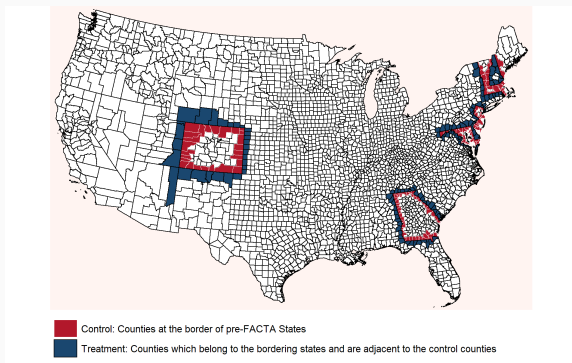 Control: Counties at the border of pre-FACTA States
Treatment: Counties which belong to the bordering states and are adjacent to the control counties